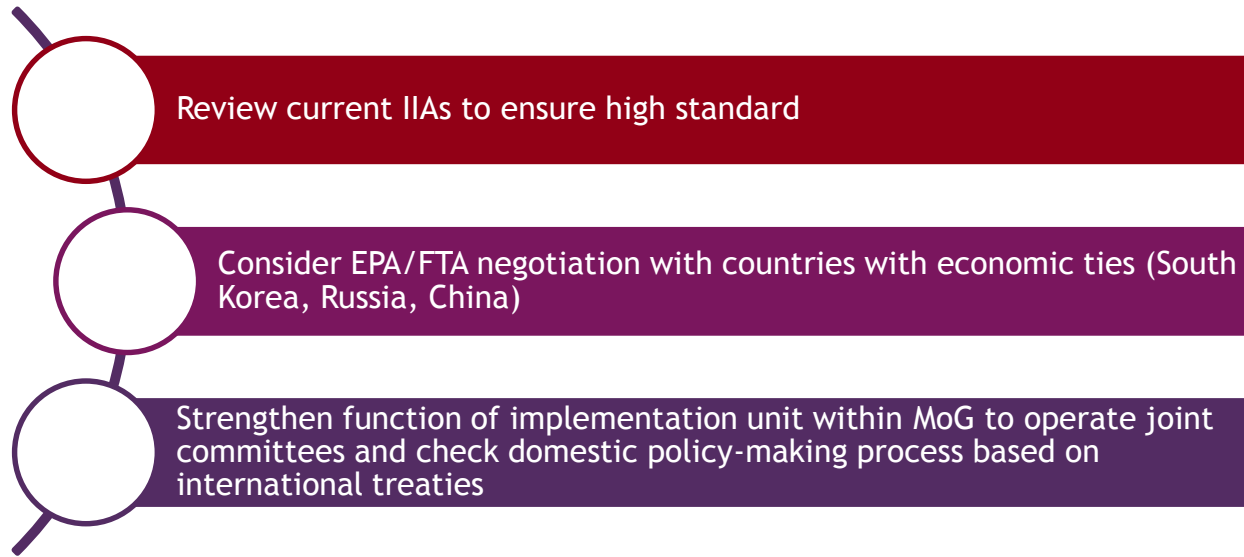 Review current IIAs to ensure high standard
Consider EPA/FTA negotiation with countries with economic ties (South
Korea, Russia, China)
Strengthen function of implementation unit within MoG to operate joint
committees and check domestic policy-making process based on
international treaties